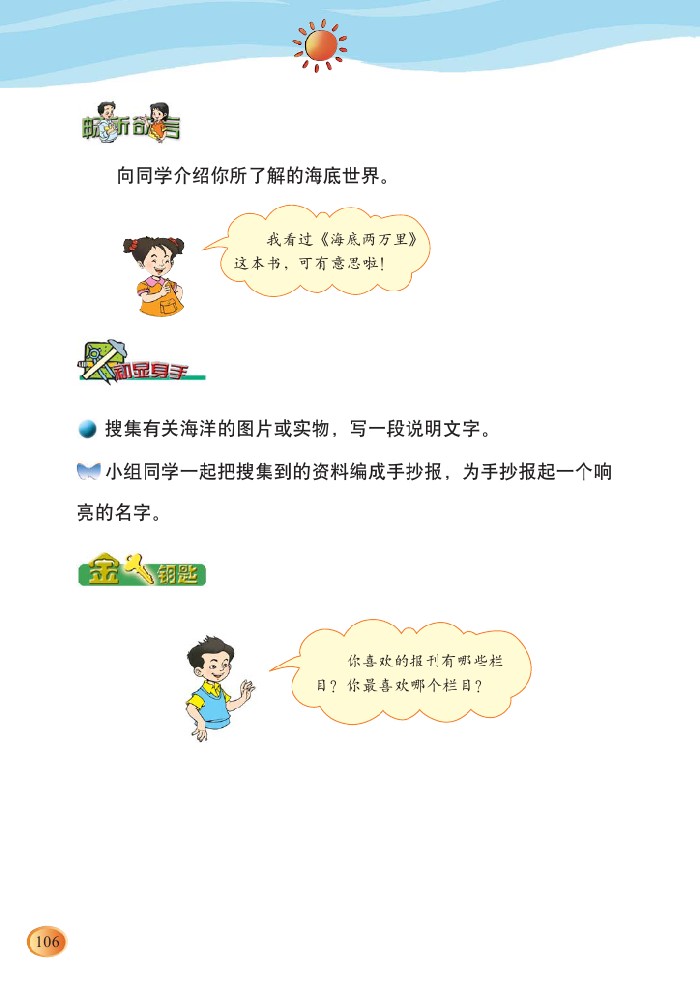 畅所欲言
向同学介绍你所了解的海底世界。
我看过《海底两万里》
这本书，可有意思啦！
初显身手
搜集有关海洋的图片或实物，写一段说明文字。
小组同学一起把搜集到的资料编成手抄报，为手抄报起一个响
亮的名字。
金钥匙
你喜欢的报刊有哪些栏
目？你最喜欢哪个栏目？
106